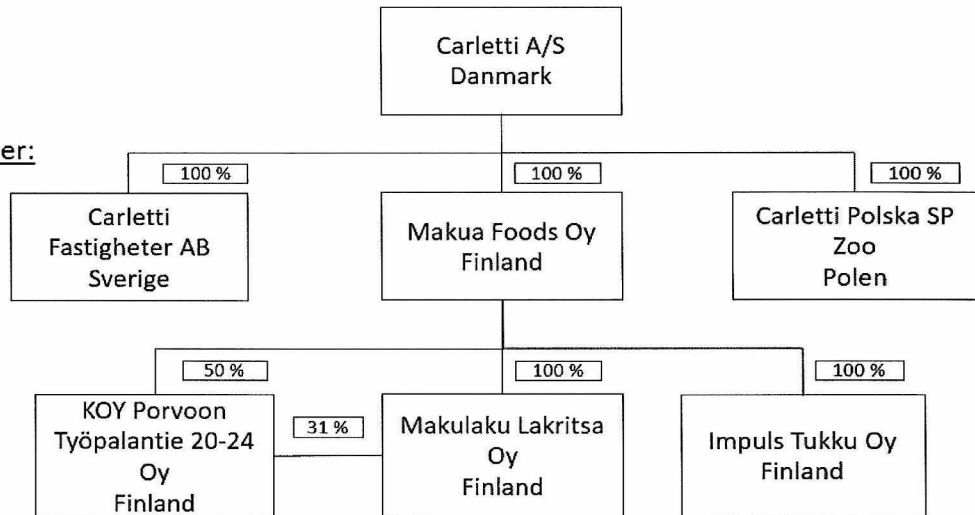 Carletti A/S
Danmark
er:
100 %
100 %
100 %
Carletti
Fastigheter AB
Sverige
Makua Foods Oy
Finland
Carletti Polska SP
Zoo
Polen
50 %
100 %
100 %
KOY Porvoon
Työpalantie 20-24
Oy
Finland
31 %
Makulaku Lakritsa
Oy
Finland
Impuls Tukku Oy
Finland